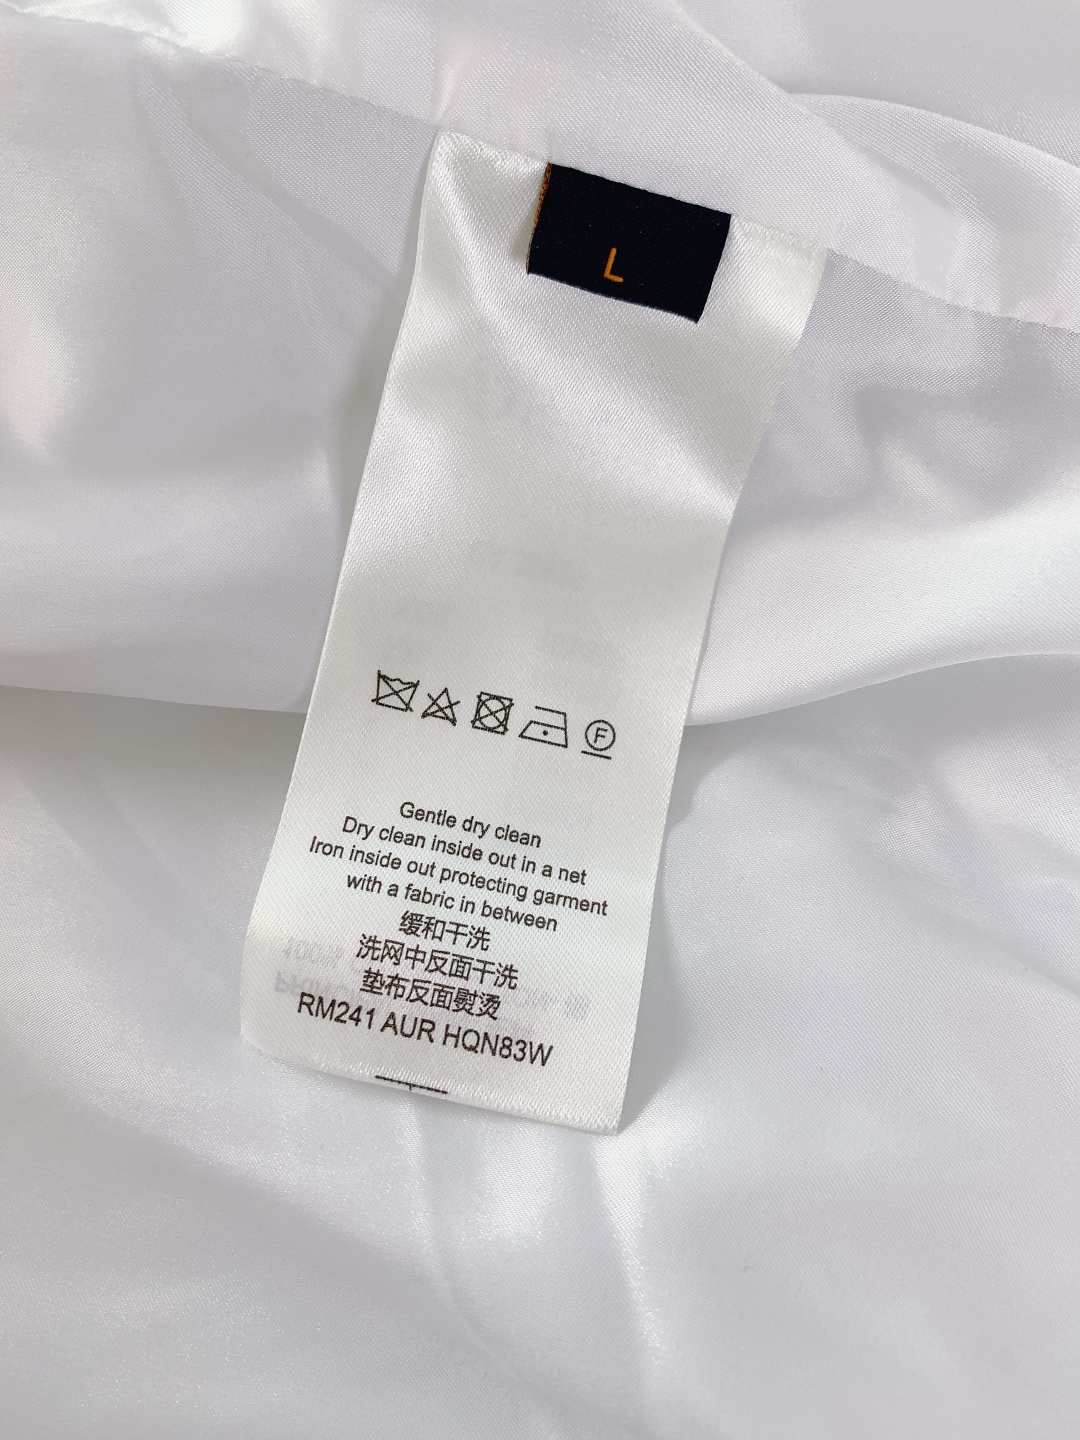 L
F
Gentle dry clean
Dry clean inside out in a net
Iron inside out protecting garment
with a fabric in between
缓和干洗
洗网中反面干洗
垫布反面熨烫
RM241 AUR HQN83W